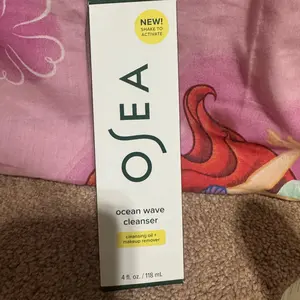 NEW!
SHAKE TO
ACTIVATE
OSEA
ocean wave
cleanser
cleansing oil +
makeup remover
4 fl. oz. / 118 mL